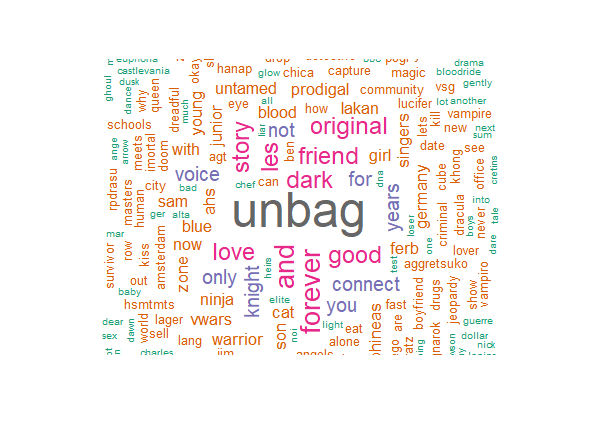 euphoria drop detective bbc pogry drama
castlevania hanap glow chica capture magic bloodride
ghoul dusk dances why queen okay untamed prodigal community vsg gently
dreadful much young eye all blood how lakan lucifer lot another
schools junior liar not original singers lets kill vampire
ange arrow meets imortal doom with agt story les ben friend girl date new next sum
rpdrasu masters human city bad voice chef can dark dna for germany cube khong see office cretins
sam ahs unbag years criminal dracula never into boys tale
ger alta blue loser dare
mar row kiss amsterdam now love and forever good ferb one lover
survivor out zone only knight heirs test aggretsuko vampiro
baby connect boyfriend drugs jeopardy show
hsmtmts ninja elite you fast
dear world lager vwars cat son noi phineas are guerre
sex dawn sell warrior light eat alone dollar
lang nick
charles jim angels